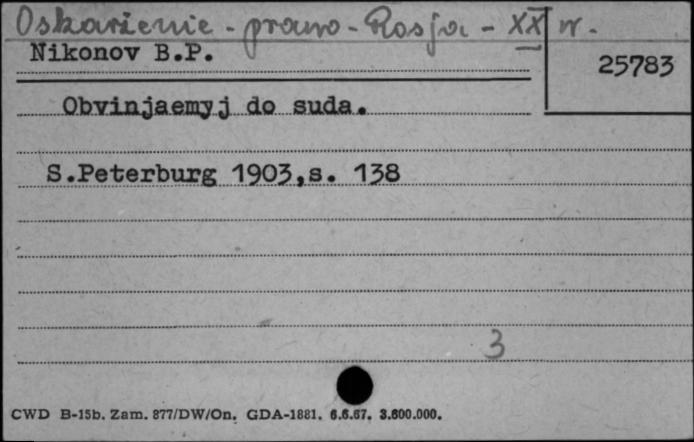 Oskarżenie - prawo - Rosja - XX w.
Nikonov B.P.
25783
Obvinjaemyj do suda.
S.Peterburg 1903,s. 138
3
CWD B-15b. Zam. 877/DW/On. GDA-1881. 6.6.67. 3.600.000.